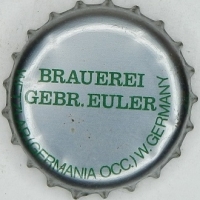 BRAUEREI
GEBR. EULER
(GERMANIA OCC.) W. GERMANY